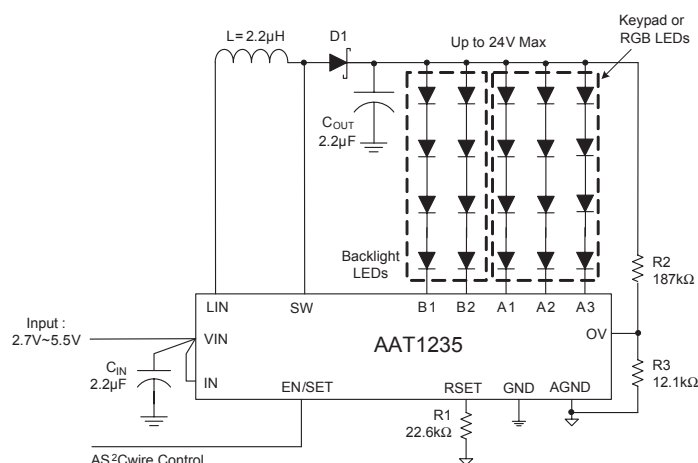 Keypad or
RGB LEDs
L= 2.2µH
D1
Up to 24V Max
COUT
2.2µF
Backlight
LEDs
R2
187kΩ
LIN
SW
B1
B2
A1
A2
A3
Input :
2.7V~5.5V
VIN
AAT1235
OV
CIN
2.2µF
IN
EN/SET
RSET
GND
AGND
R3
12.1kΩ
R1
22.6kΩ
AS²Cwire Control